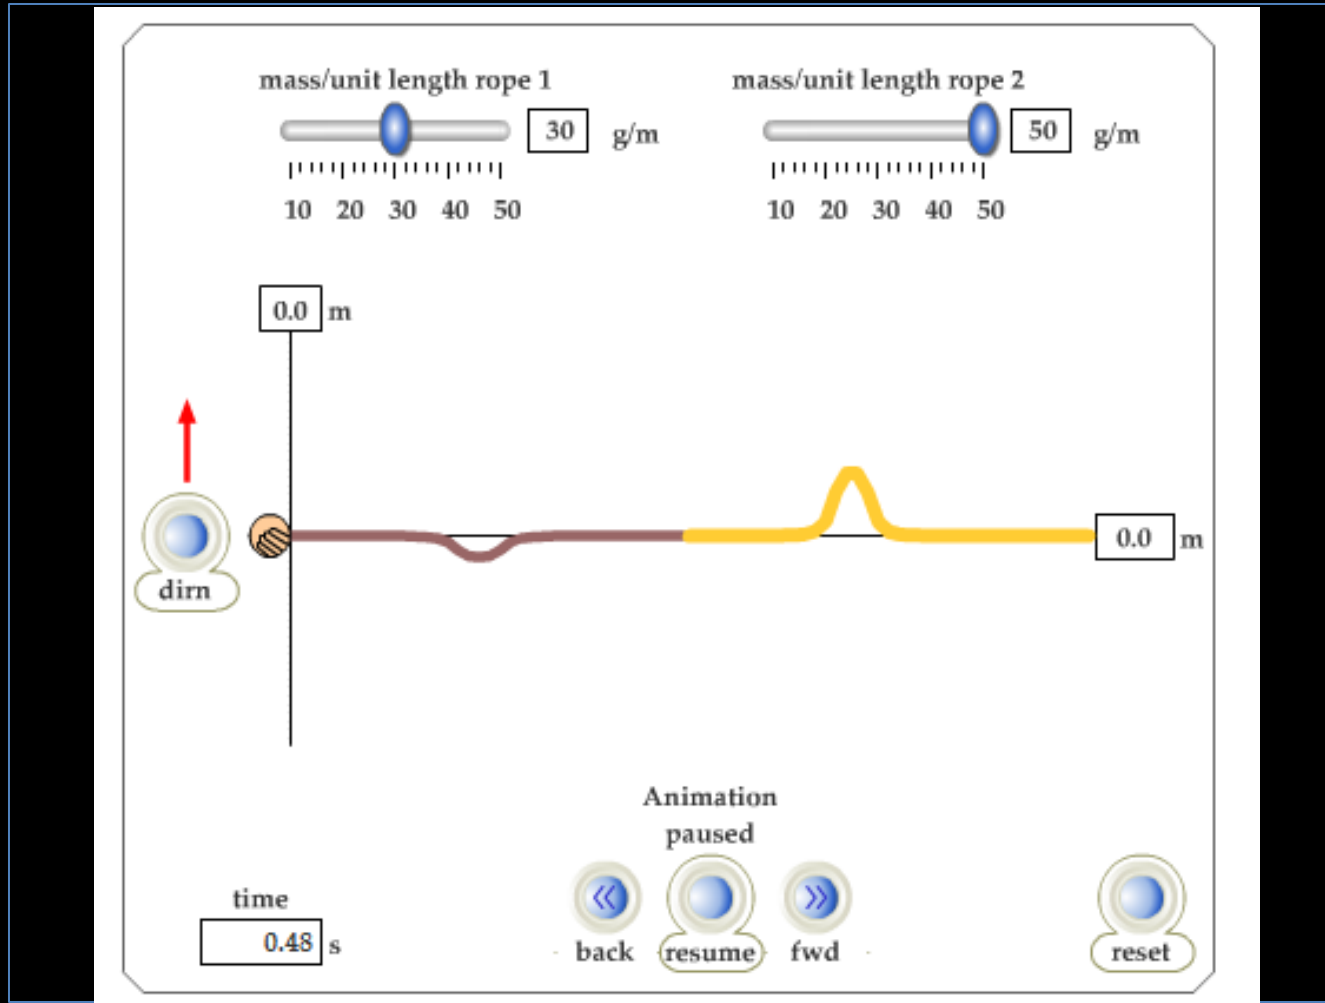 mass/unit length rope 1
30 g/m
10 20 30 40 50
mass/unit length rope 2
50 g/m
10 20 30 40 50
0.0 m
dirn
0.0 m
Animation
paused
time
0.48 s
back
resume
fwd
reset